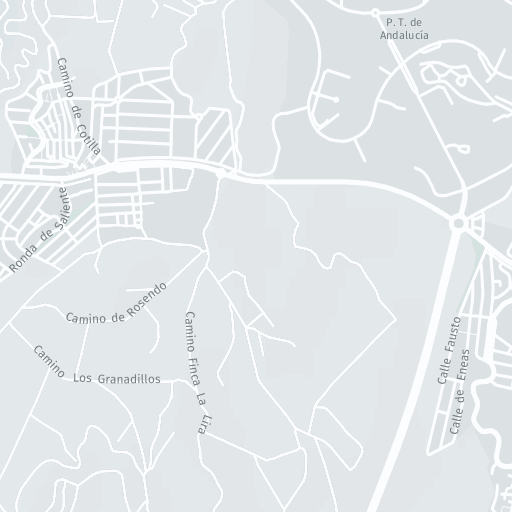 P. T. de
Andalucía
Camino de Cotilla
Ronda de Saliente
Camino de Rosendo
Camino Los Granadillos
Camino Finca La Lira
Calle Fausto
Calle de Eneas